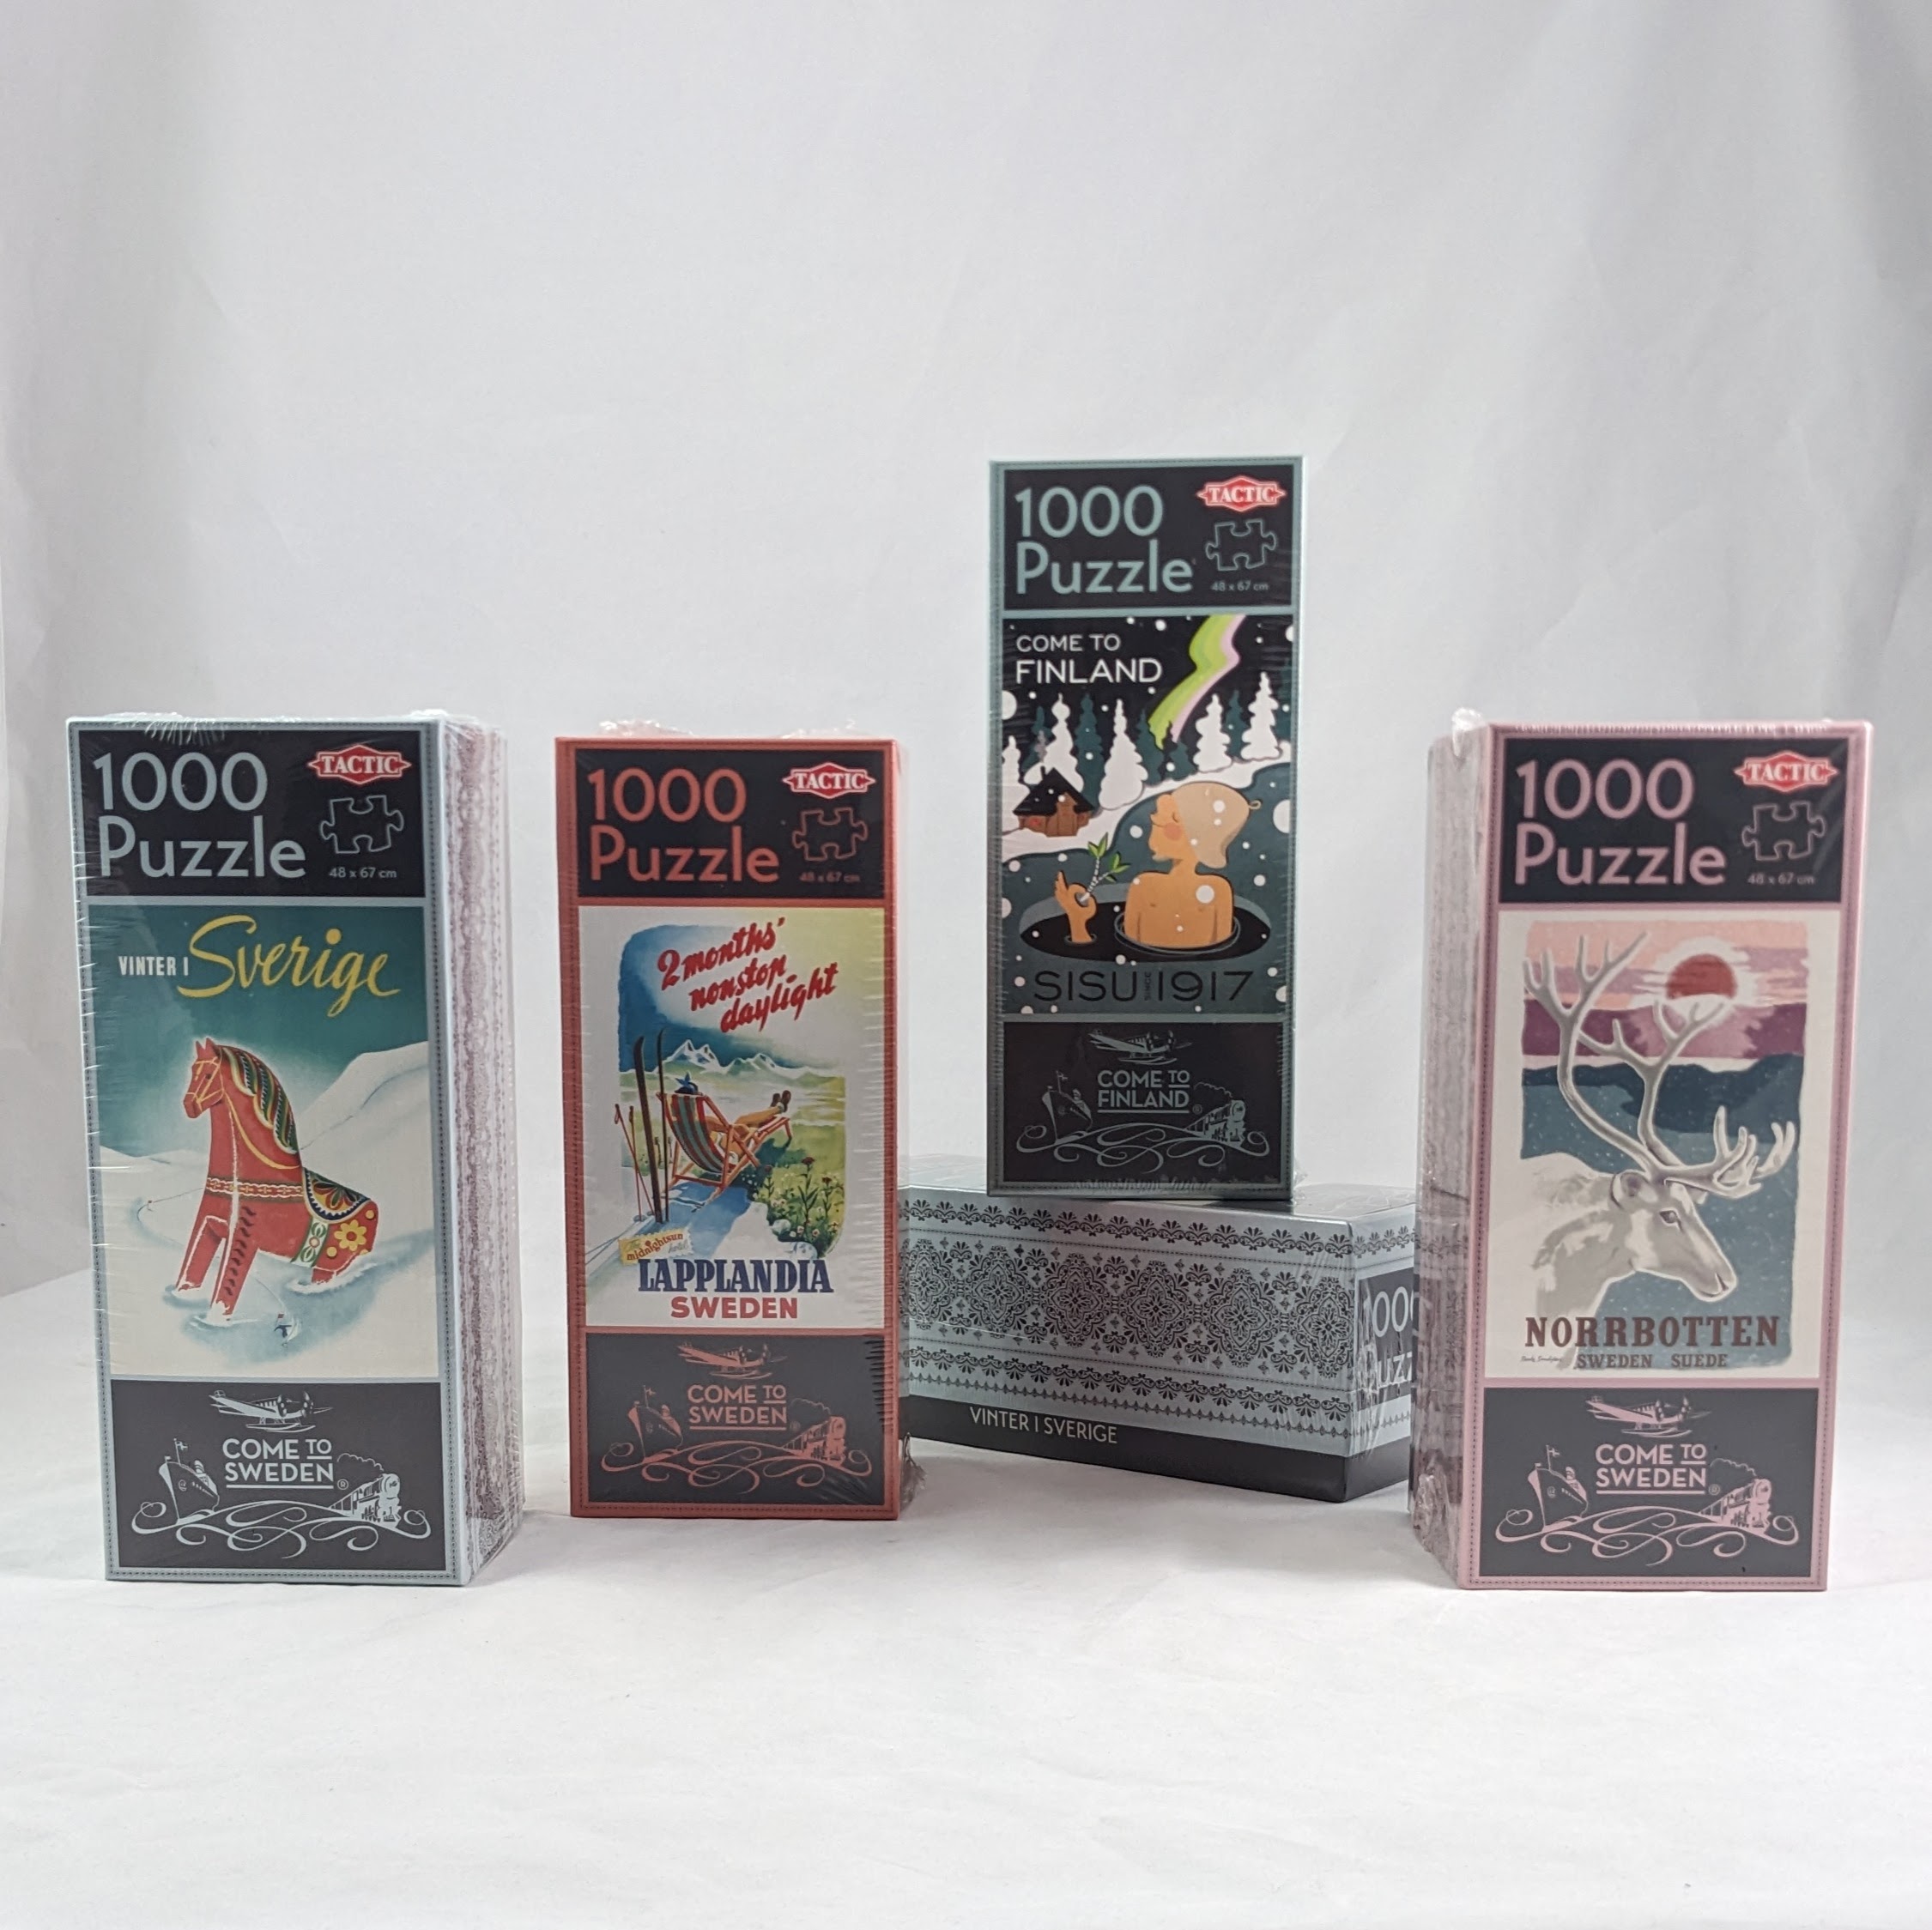 1000
Puzzle
TACTIC
48 x 67 cm
VINTER I Sverige
COME TO
SWEDEN®
1000
Puzzle
TACTIC
48 x 67 cm
2 months'
nonstop
daylight
midnightsun
LAPPLANDIA
SWEDEN
COME TO
SWEDEN®
1000
Puzzle
TACTIC
48 x 67 cm
COME TO
FINLAND
SISU 1917
COME TO
FINLAND®
VINTER I SVERIGE
1000
Puzzle
TACTIC
48 x 67 cm
NORRBOTTEN
SWEDEN SUEDE
COME TO
SWEDEN®